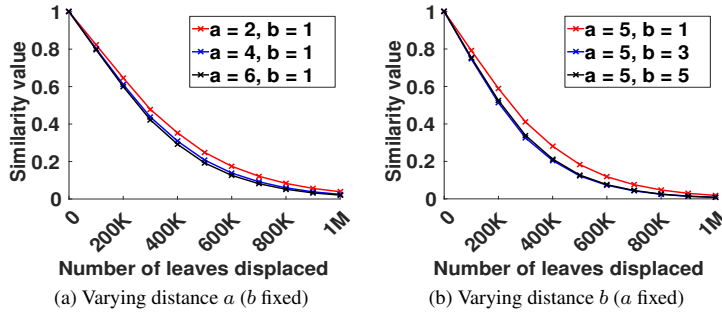 1
0.8
0.6
0.4
0.2
0
Similarity value
a = 2, b = 1
a = 4, b = 1
a = 6, b = 1
0
200K
400K
600K
800K
1M
Number of leaves displaced
(a) Varying distance a (b fixed)
1
0.8
0.6
0.4
0.2
0
Similarity value
a = 5, b = 1
a = 5, b = 3
a = 5, b = 5
0
200K
400K
600K
800K
1M
Number of leaves displaced
(b) Varying distance b (a fixed)